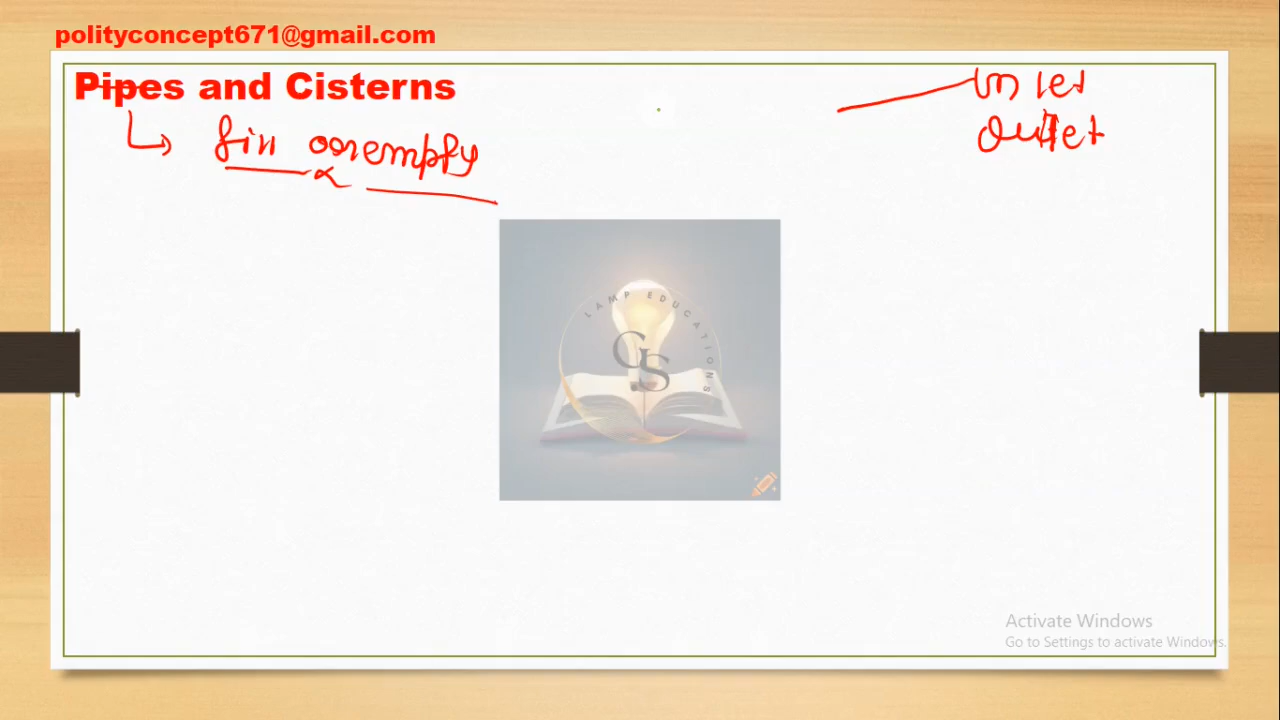 polityconcept671@gmail.com
Pipes and Cisterns
inlet
outlet
fill or empty
LAMP EDUCATIONS
GS
Activate Windows
Go to Settings to activate Windows.